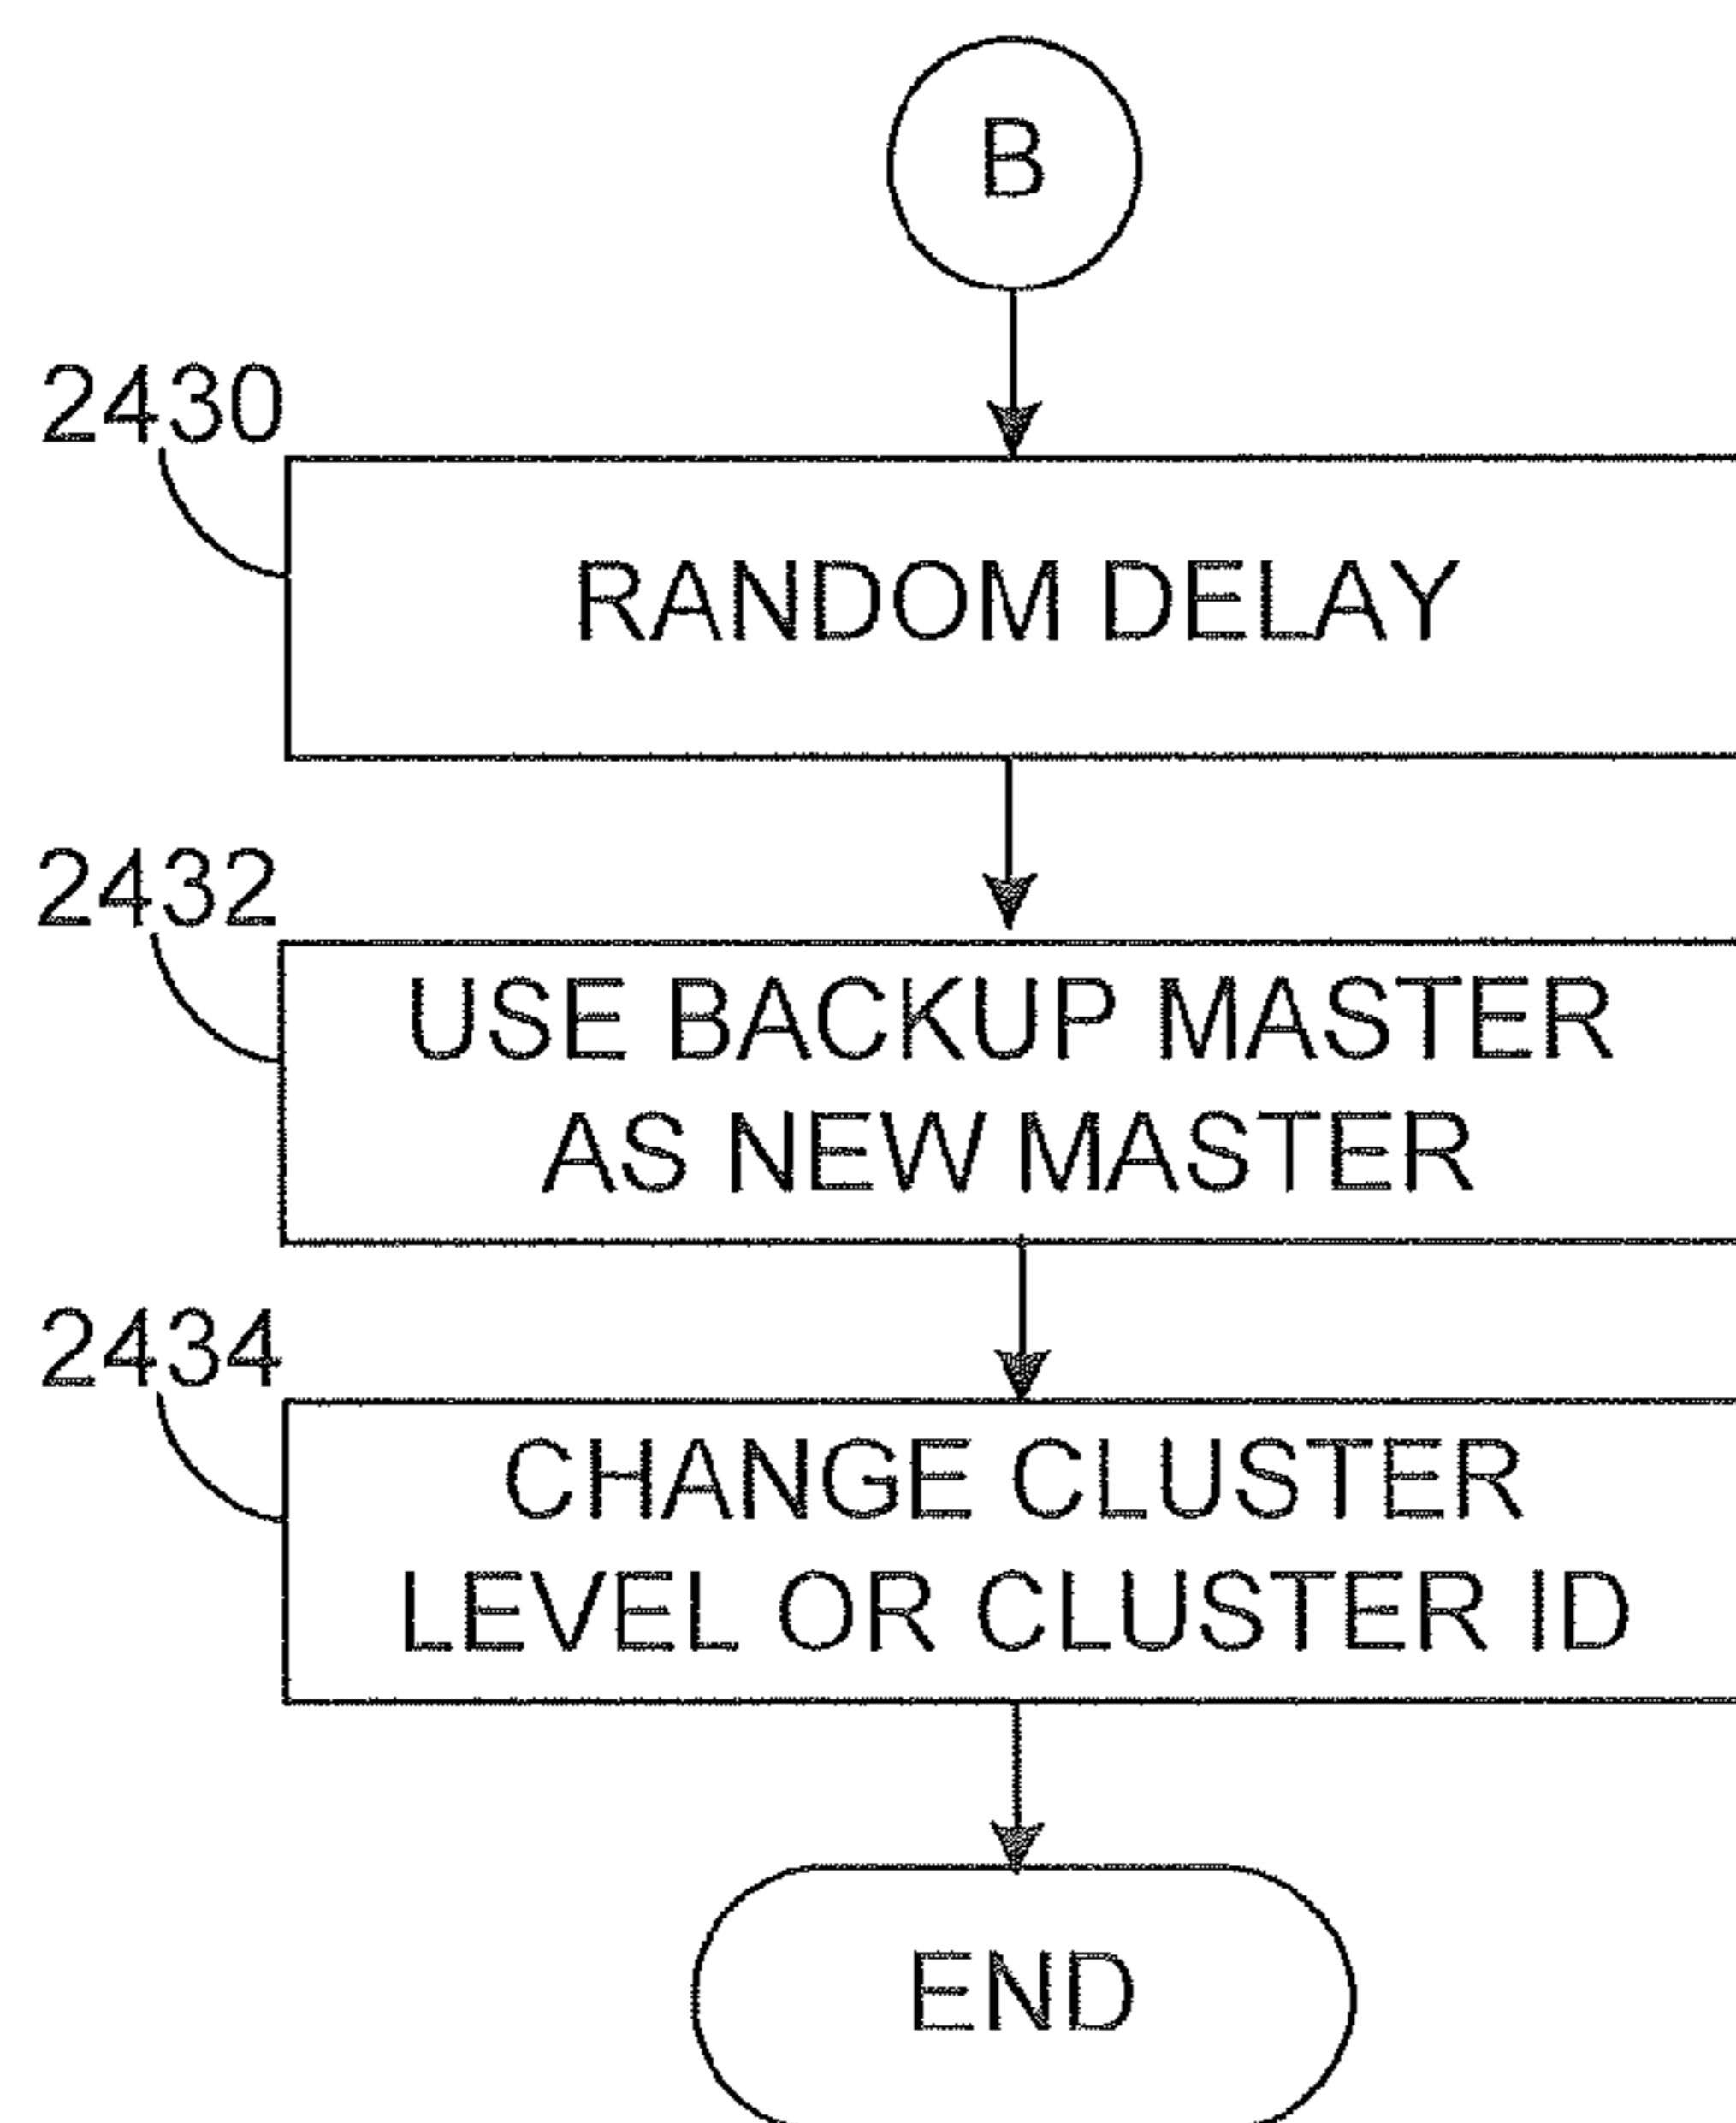 B
2430
RANDOM DELAY
2432
USE BACKUP MASTER
AS NEW MASTER
2434
CHANGE CLUSTER
LEVEL OR CLUSTER ID
END